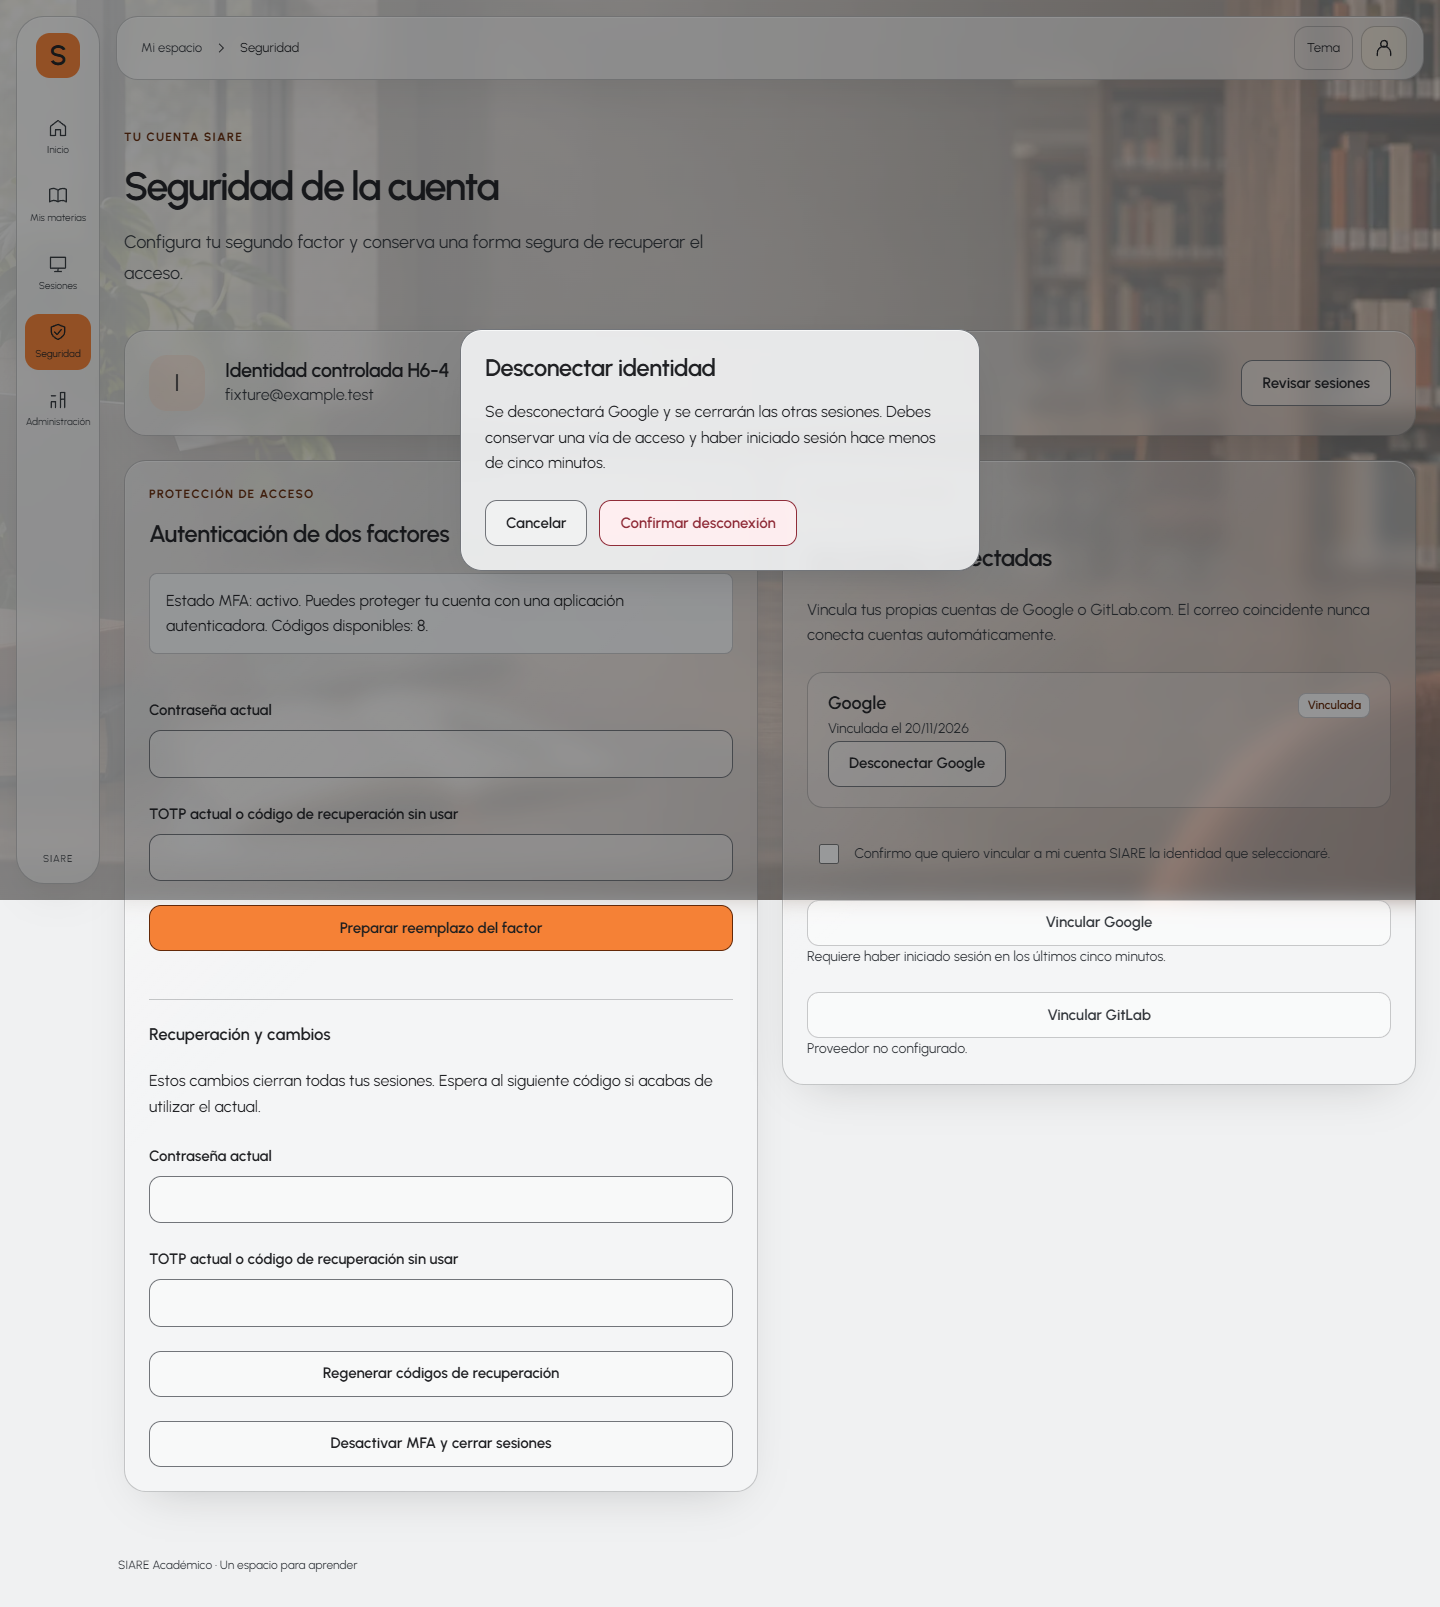 S
Mi espacio
Seguridad
Tema
Inicio
Mis materias
Sesiones
Seguridad
Administración
SIARE
TU CUENTA SIARE
Seguridad de la cuenta
Configura tu segundo factor y conserva una forma segura de recuperar el
acceso.
I
Identidad controlada H6-4
fixture@example.test
Revisar sesiones
Desconectar identidad
Se desconectará Google y se cerrarán las otras sesiones. Debes
conservar una vía de acceso y haber iniciado sesión hace menos
de cinco minutos.
Cancelar
Confirmar desconexión
PROTECCIÓN DE ACCESO
Autenticación de dos factores
Estado MFA: activo. Puedes proteger tu cuenta con una aplicación
autenticadora. Códigos disponibles: 8.
Contraseña actual
TOTP actual o código de recuperación sin usar
Preparar reemplazo del factor
Recuperación y cambios
Estos cambios cierran todas tus sesiones. Espera al siguiente código si acabas de
utilizar el actual.
Contraseña actual
TOTP actual o código de recuperación sin usar
Regenerar códigos de recuperación
Desactivar MFA y cerrar sesiones
Vincula tus propias cuentas de Google o GitLab.com. El correo coincidente nunca
conecta cuentas automáticamente.
Google
Vinculada
Vinculada el 20/11/2026
Desconectar Google
Confirmo que quiero vincular a mi cuenta SIARE la identidad que seleccionaré.
Vincular Google
Requiere haber iniciado sesión en los últimos cinco minutos.
Vincular GitLab
Proveedor no configurado.
SIARE Académico · Un espacio para aprender